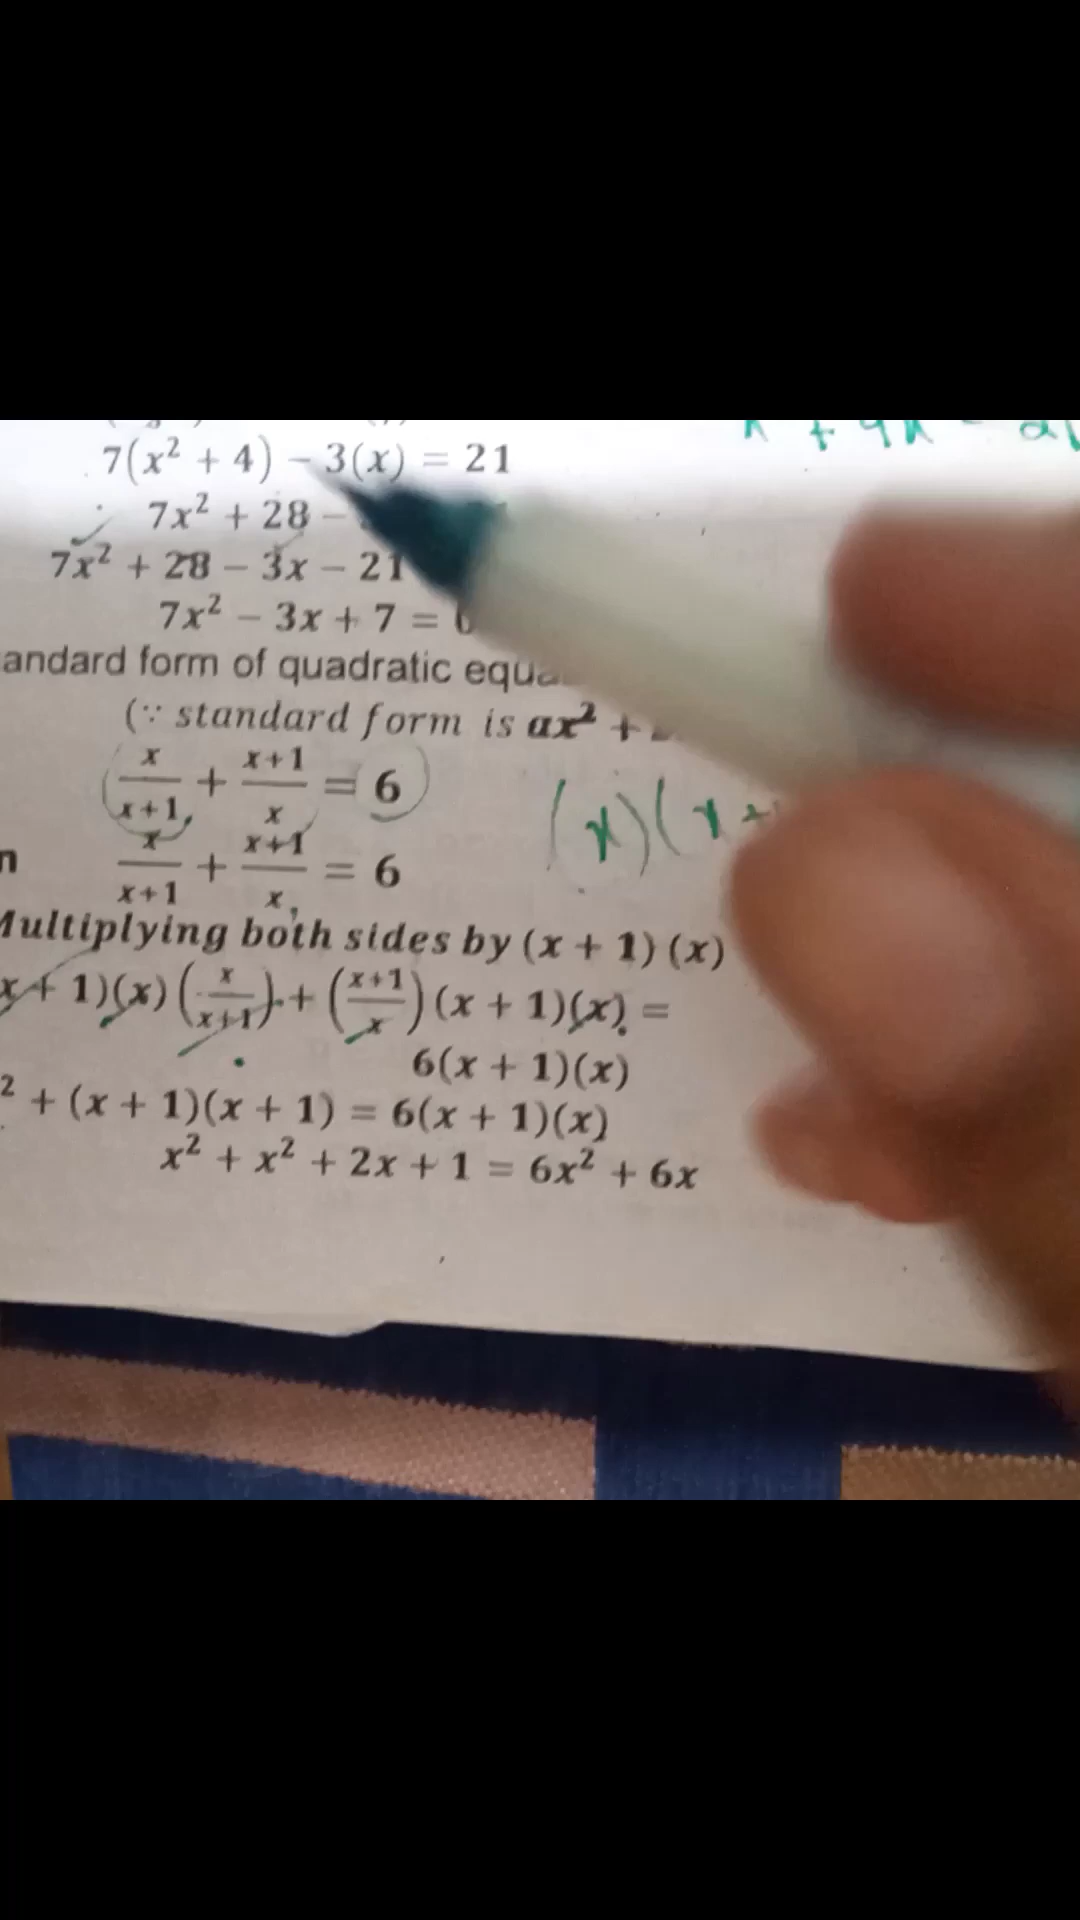 x + 4x - 21
7(x² + 4) − 3(x) = 21
7x² + 28 −
7x² + 28 − 3x − 21
7x² − 3x + 7 =
andard form of quadratic
(∵ standard form is ax² +
x/(x+1) + (x+1)/x = 6
(x)(x +
n x/(x+1) + (x+1)/x = 6
Multiplying both sides by (x + 1) (x)
x + 1)(x)(x/(x+1)) + ((x+1)/x)(x + 1)(x) =
6(x + 1)(x)
² + (x + 1)(x + 1) = 6(x + 1)(x)
x² + x² + 2x + 1 = 6x² + 6x